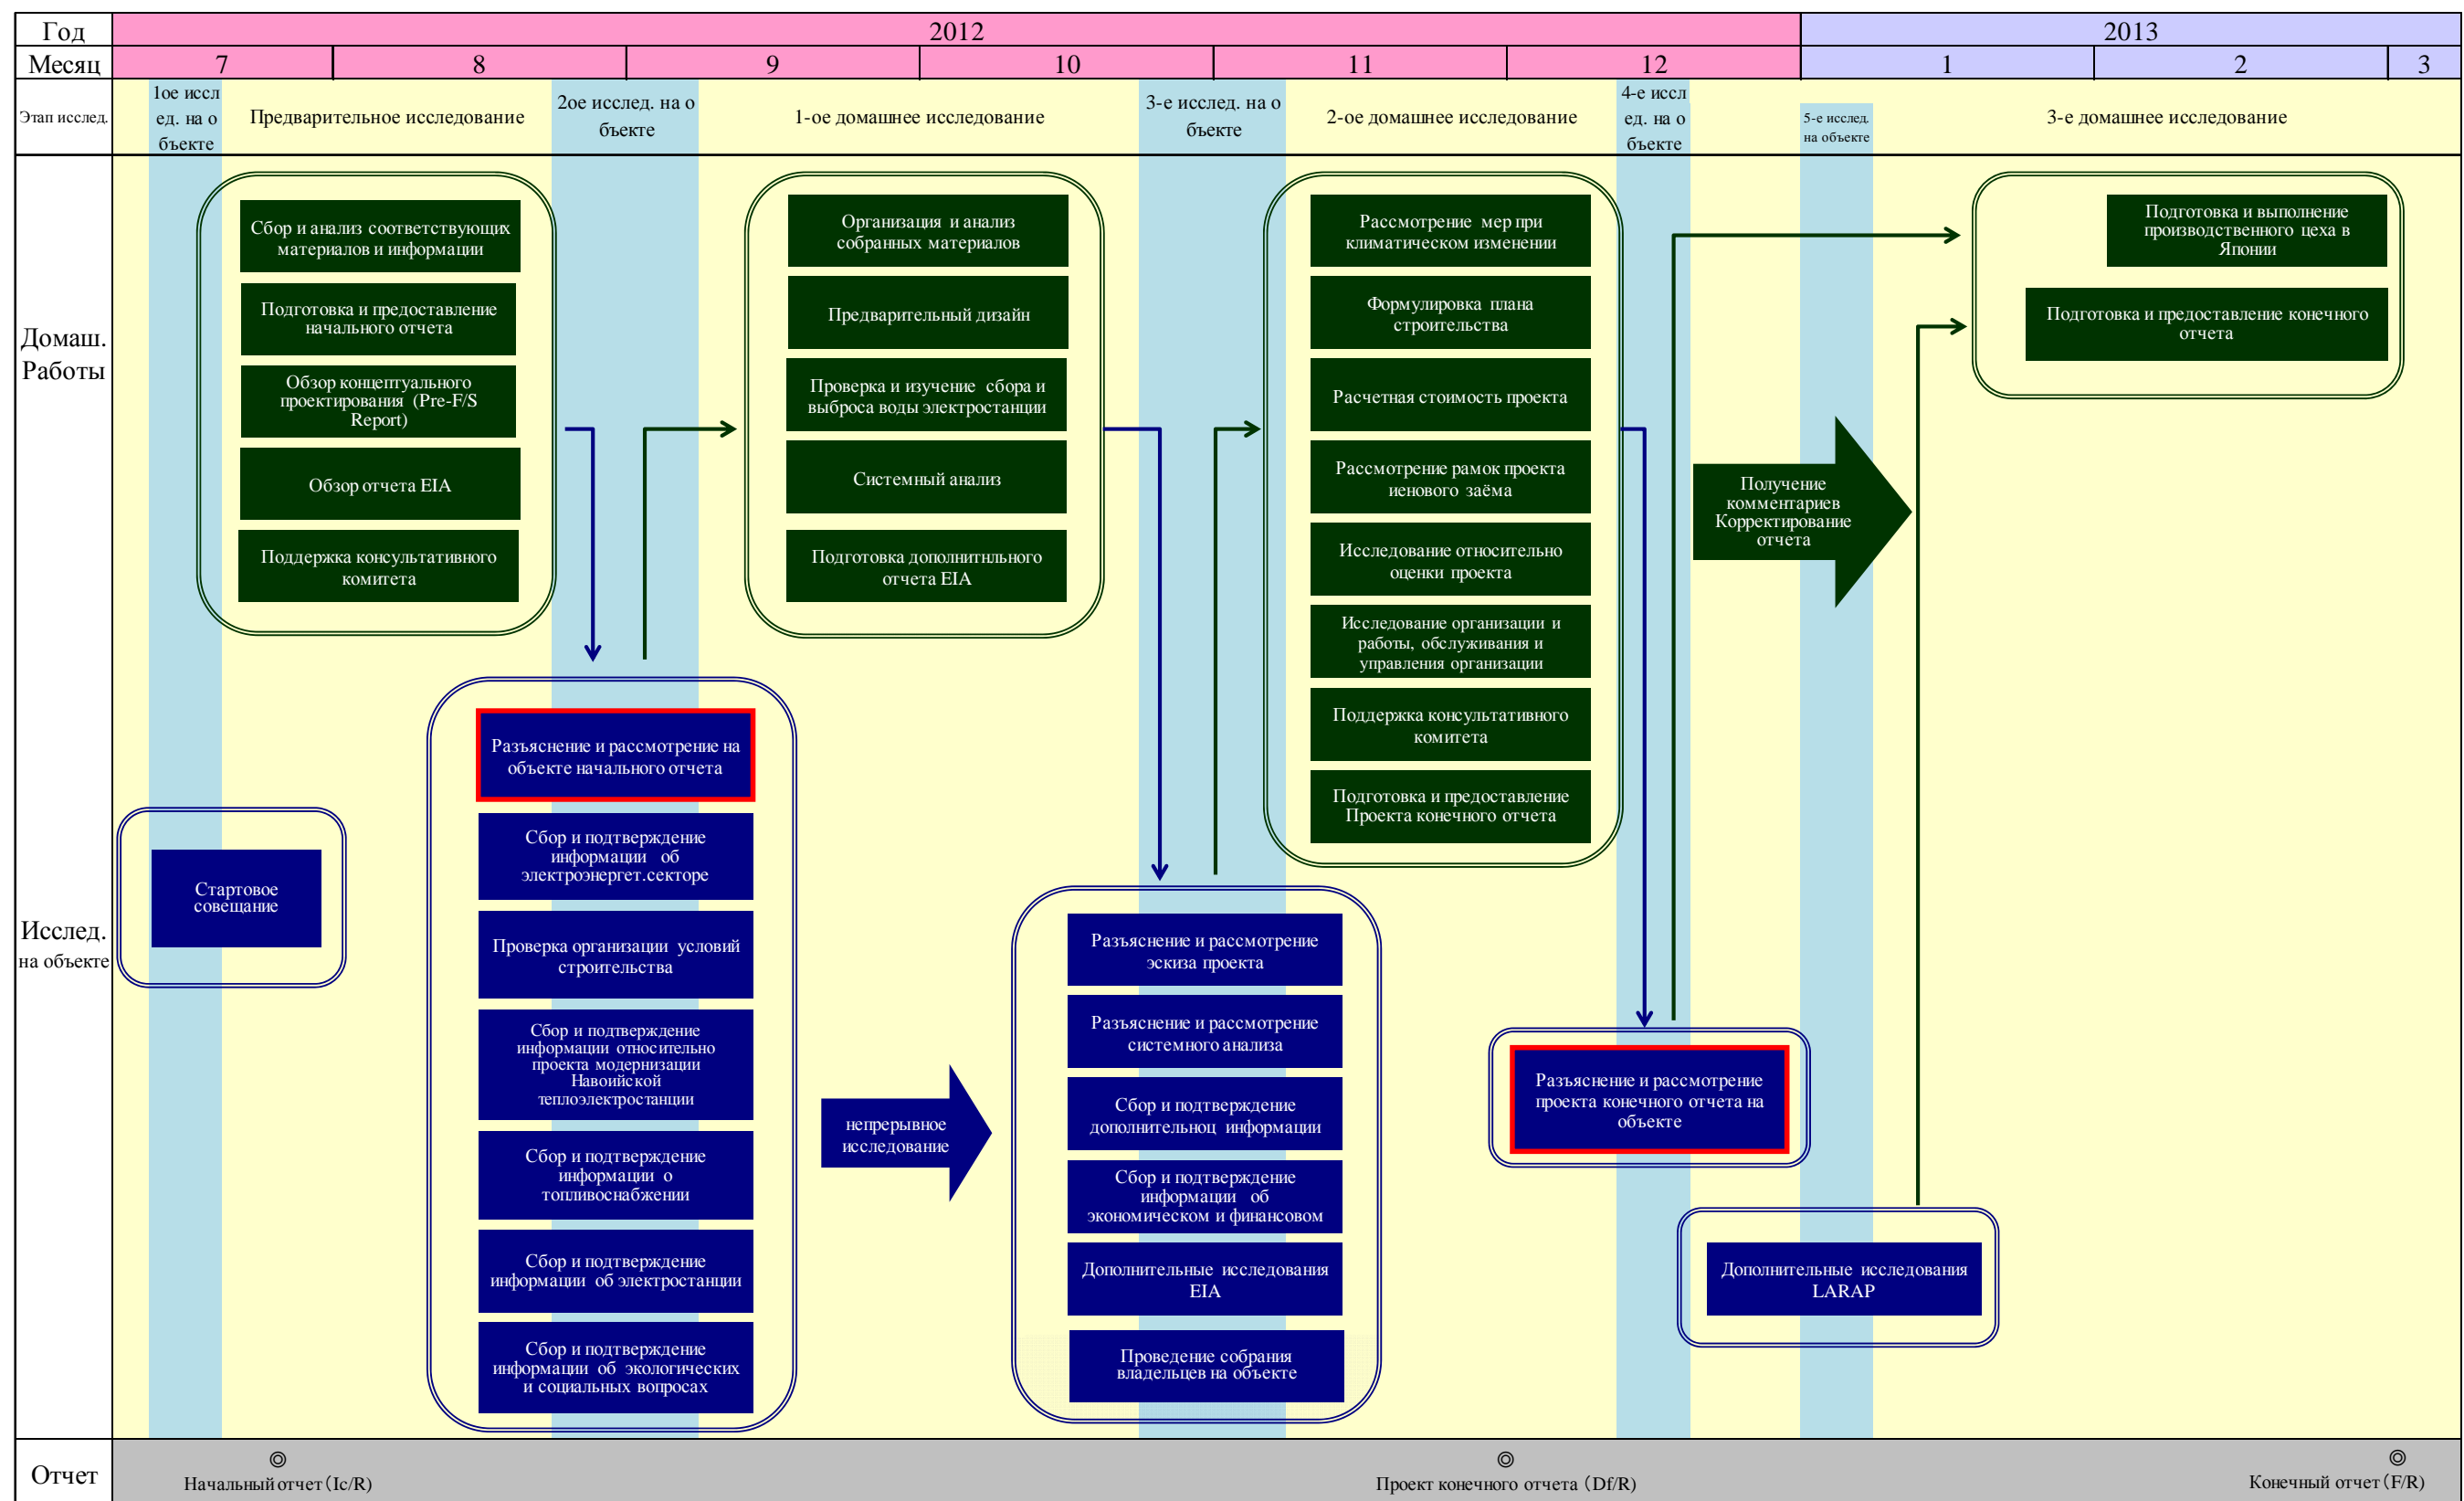 Год
2012
2013
Месяц
7
8
9
10
11
12
1
2
3
Этап исслед.
1ое иссл
ед. на о
бъекте
Предварительное исследование
2ое исслед. на о
бъекте
1-ое домашнее исследование
3-е исслед. на о
бъекте
2-ое домашнее исследование
4-е иссл
ед. на о
бъекте
5-е исслед.
на объекте
3-е домашнее исследование
Домаш.
Работы
Сбор и анализ соответствующих
материалов и информации
Подготовка и предоставление
начального отчета
Обзор концептуального
проектирования (Pre-F/S
Report)
Обзор отчета EIA
Поддержка консультативного
комитета
Организация и анализ
собранных материалов
Предварительный дизайн
Проверка и изучение сбора и
выброса воды электростанции
Системный анализ
Подготовка дополнитнльного
отчета EIA
Рассмотрение мер при
климатическом изменении
Формулировка плана
строительства
Расчетная стоимость проекта
Рассмотрение рамок проекта
иенового заёма
Исследование относительно
оценки проекта
Исследование организации и
работы, обслуживания и
управления организации
Поддержка консультативного
комитета
Подготовка и предоставление
Проекта конечного отчета
Получение
комментариев
Корректирование
отчета
Подготовка и выполнение
производственного цеха в
Японии
Подготовка и предоставление конечного
отчета
Исслед.
на объекте
Стартовое
совещание
Разъяснение и рассмотрение на
объекте начального отчета
Сбор и подтверждение
информации об
электроэнергет.секторе
Проверка организации условий
строительства
Сбор и подтверждение
информации относительно
проекта модернизации
Навоийской
теплоэлектростанции
Сбор и подтверждение
информации о
топливоснабжении
Сбор и подтверждение
информации об электростанции
Сбор и подтверждение
информации об экологических
и социальных вопросах
непрерывное
исследование
Разъяснение и рассмотрение
эскиза проекта
Разъяснение и рассмотрение
системного анализа
Сбор и подтверждение
дополнительноц информации
Сбор и подтверждение
информации об
экономическом и финансовом
Дополнительные исследования
EIA
Проведение собрания
владельцев на объекте
Разъяснение и рассмотрение
проекта конечного отчета на
объекте
Дополнительные исследования
LARAP
Отчет
◎
Начальный отчет (Ic/R)
◎
Проект конечного отчета (Df/R)
◎
Конечный отчет (F/R)